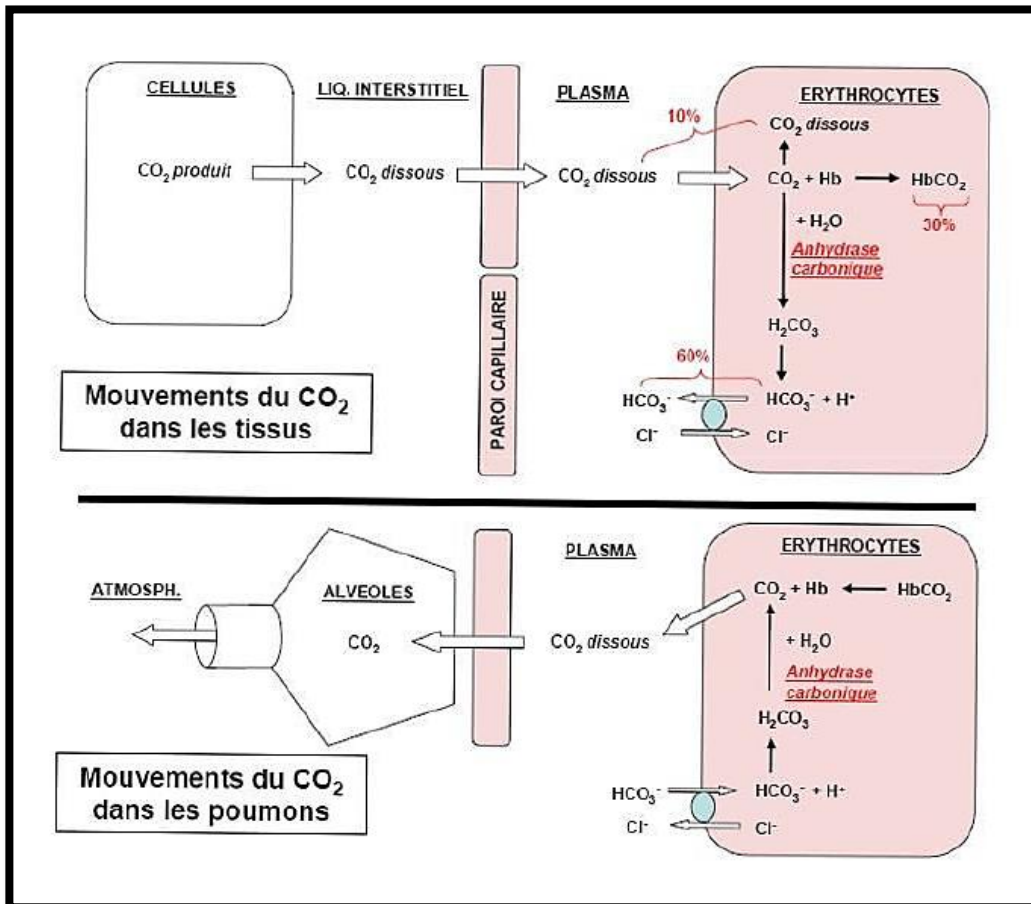 CELLULES
LIQ. INTERSTITIEL
PLASMA
ERYTHROCYTES
10%
CO₂ dissous
CO₂ produit
CO₂ dissous
CO₂ dissous
CO₂ + Hb
HbCO₂
30%
+ H₂O
Anhydrase
carbonique
H₂CO₃
60%
HCO₃⁻
HCO₃⁻ + H⁺
Cl⁻
Cl⁻
PAROI CAPILLAIRE
Mouvements du CO₂
dans les tissus
ATMOSPH.
ALVEOLES
PLASMA
ERYTHROCYTES
CO₂
CO₂ dissous
CO₂ + Hb
HbCO₂
+ H₂O
Anhydrase
carbonique
H₂CO₃
HCO₃⁻
HCO₃⁻ + H⁺
Cl⁻
Cl⁻
Mouvements du CO₂
dans les poumons